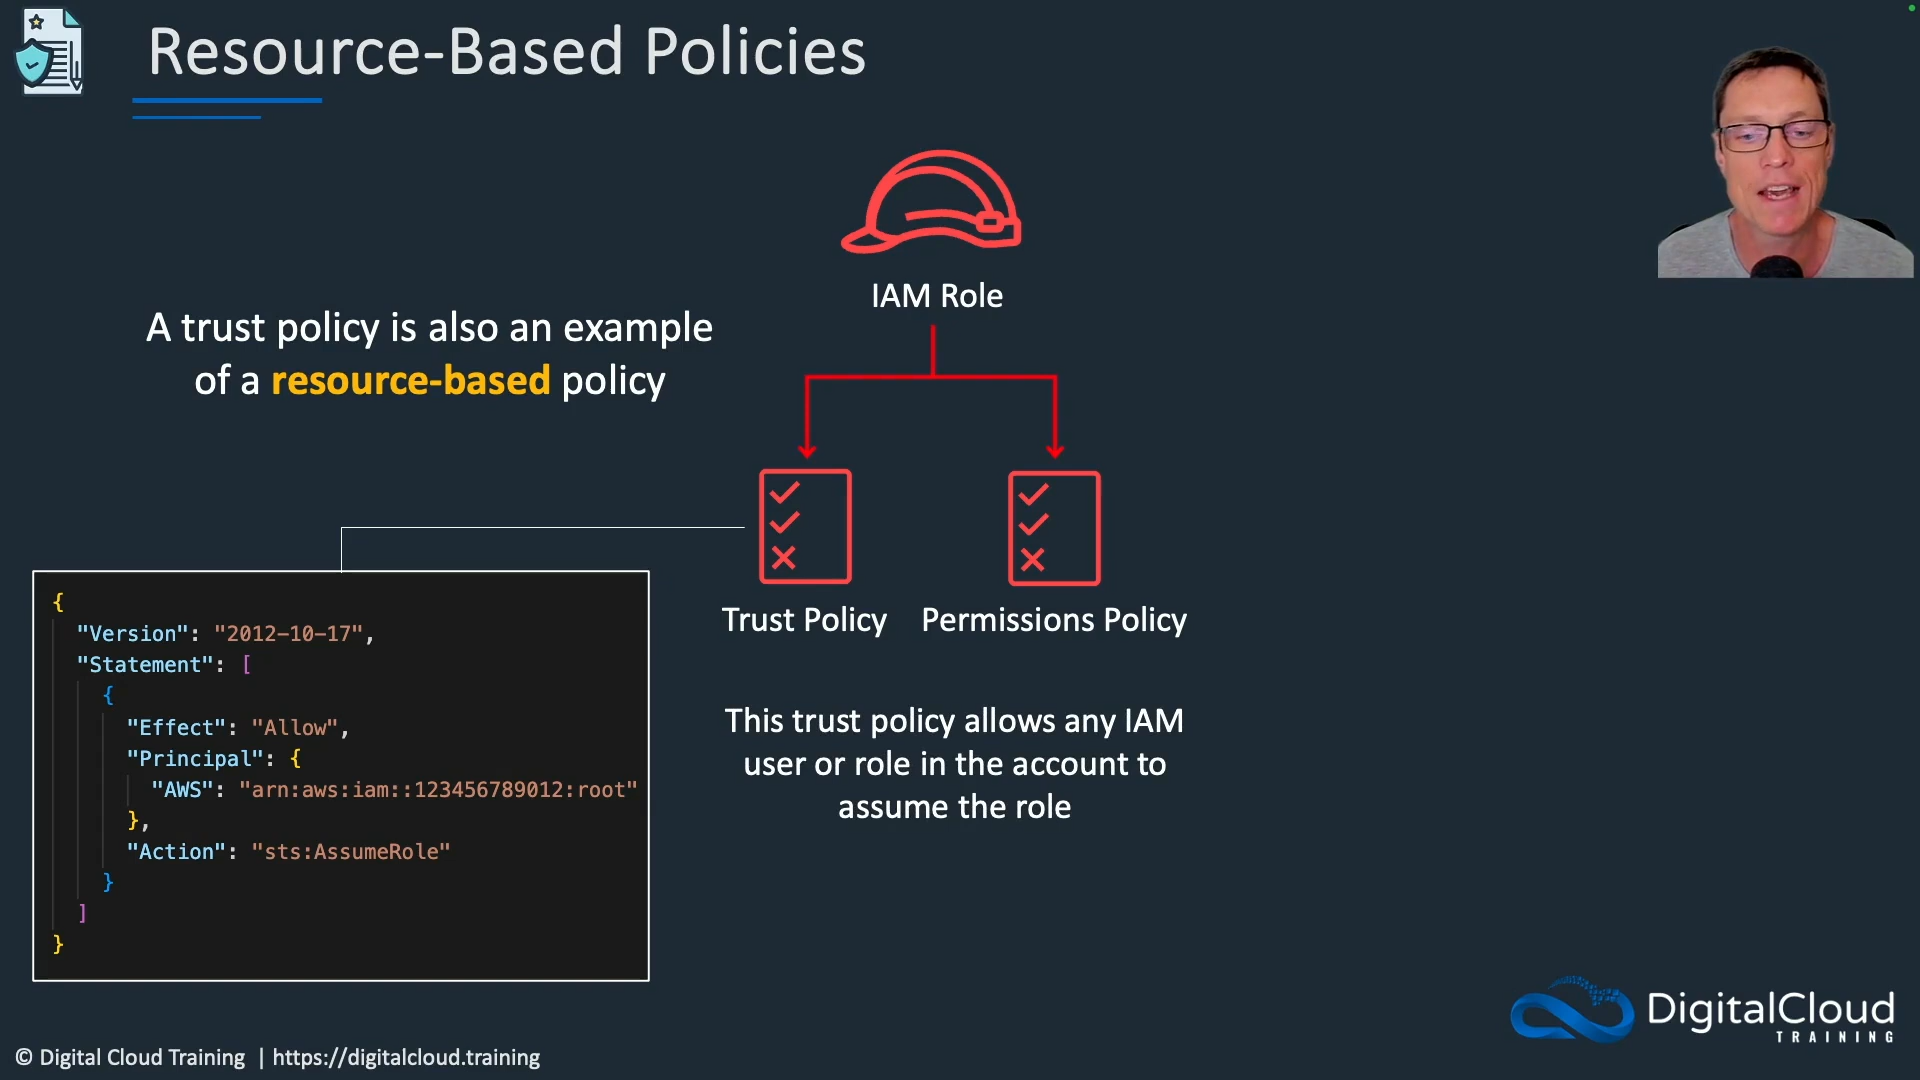 Resource-Based Policies
IAM Role
A trust policy is also an example
of a resource-based policy
Trust Policy
Permissions Policy
{
"Version": "2012-10-17",
"Statement": [
{
"Effect": "Allow",
"Principal": {
"AWS": "arn:aws:iam::123456789012:root"
},
"Action": "sts:AssumeRole"
}
]
}
This trust policy allows any IAM
user or role in the account to
assume the role
DigitalCloud
TRAINING
© Digital Cloud Training | https://digitalcloud.training